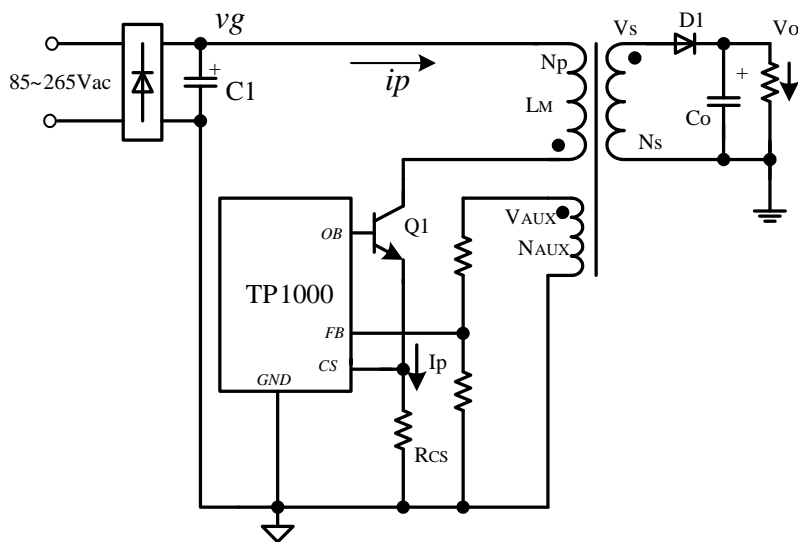 vg
Vs
D1
Vo
85~265Vac
+
C1
ip
Np
LM
+
Co
Ns
OB
Q1
VAUX
NAUX
TP1000
FB
CS
Ip
GND
RCS